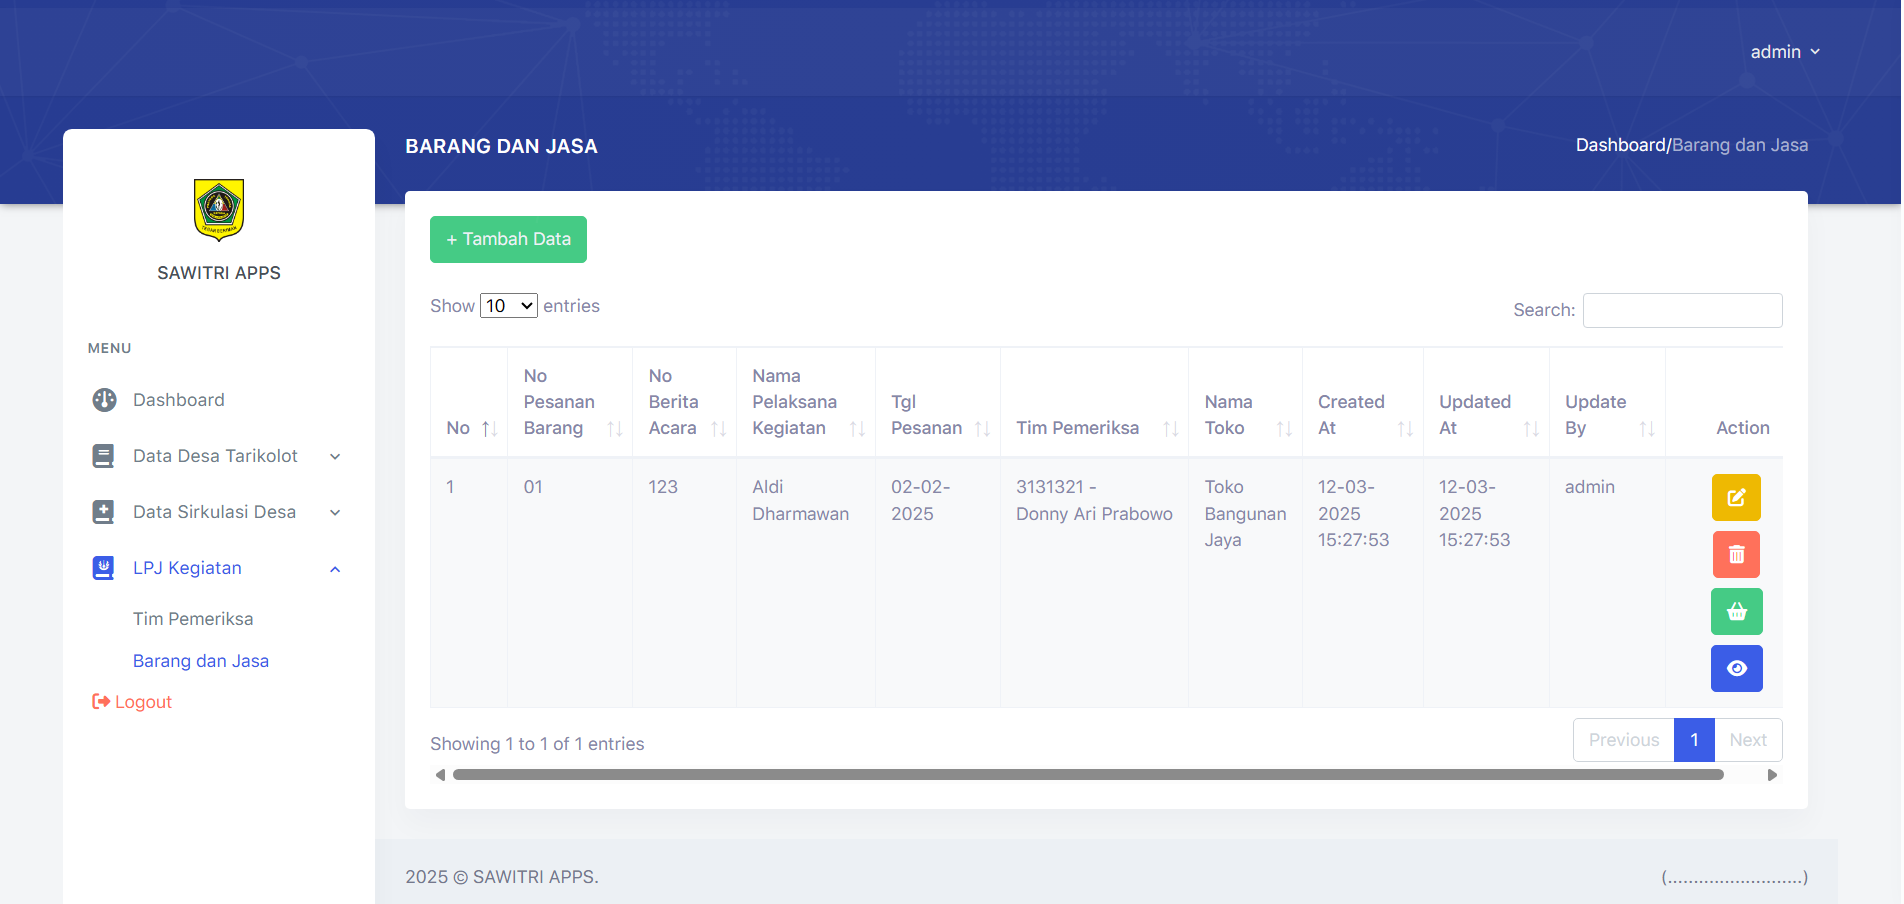 admin
SAWITRI APPS
MENU
Dashboard
Data Desa Tarikolot
Data Sirkulasi Desa
LPJ Kegiatan
Tim Pemeriksa
Barang dan Jasa
Logout
BARANG DAN JASA
Dashboard/Barang dan Jasa
+ Tambah Data
Show 10 entries
Search:
No
No Pesanan Barang
No Berita Acara
Nama Pelaksana Kegiatan
Tgl Pesanan
Tim Pemeriksa
Nama Toko
Created At
Updated At
Update By
Action
1
01
123
Aldi Dharmawan
02-02-2025
3131321 - Donny Ari Prabowo
Toko Bangunan Jaya
12-03-2025 15:27:53
12-03-2025 15:27:53
admin
Showing 1 to 1 of 1 entries
Previous 1 Next
2025 © SAWITRI APPS.
(..........................)